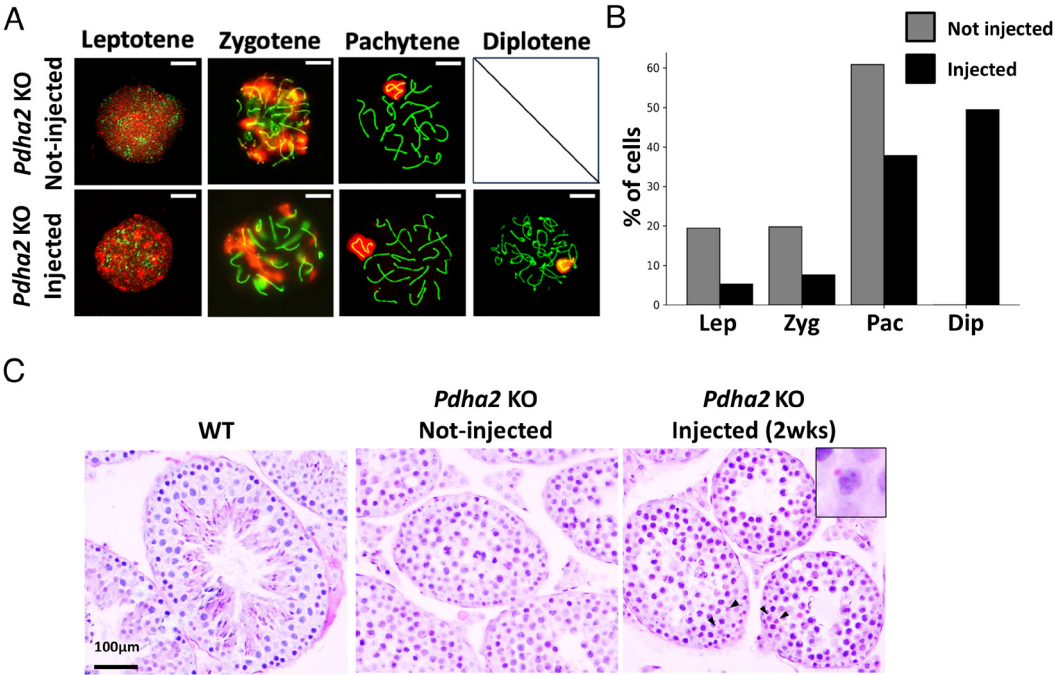 A
Leptotene Zygotene Pachytene Diplotene
Pdha2 KO
Not-injected
Pdha2 KO
Injected
B
Not injected
Injected
% of cells
60
50
40
30
20
10
0
Lep Zyg Pac Dip
C
WT
Pdha2 KO
Not-injected
Pdha2 KO
Injected (2wks)
100μm